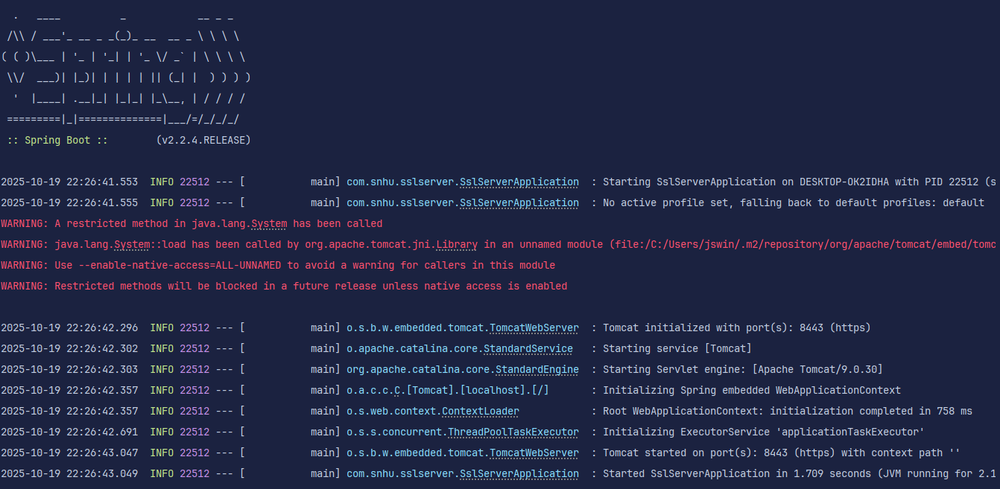 .   ____          _            __ _ _
 /\\ / ___'_ __ _ _(_)_ __  __ _ \ \ \ \
( ( )\___ | '_ | '_| | '_ \/ _` | \ \ \ \
 \\/  ___)| |_)| | | | | || (_| |  ) ) ) )
  '  |____| .__|_| |_|_| |_\__, | / / / /
 =========|_|==============|___/=/_/_/_/
 :: Spring Boot ::        (v2.2.4.RELEASE)
2025-10-19 22:26:41.553  INFO 22512 --- [           main] com.snhu.sslserver.SslServerApplication  : Starting SslServerApplication on DESKTOP-OK2IDHA with PID 22512 (s
2025-10-19 22:26:41.555  INFO 22512 --- [           main] com.snhu.sslserver.SslServerApplication  : No active profile set, falling back to default profiles: default
WARNING: A restricted method in java.lang.System has been called
WARNING: java.lang.System::load has been called by org.apache.tomcat.jni.Library in an unnamed module (file:/C:/Users/jswin/.m2/repository/org/apache/tomcat/embed/tomc
WARNING: Use --enable-native-access=ALL-UNNAMED to avoid a warning for callers in this module
WARNING: Restricted methods will be blocked in a future release unless native access is enabled
2025-10-19 22:26:42.296  INFO 22512 --- [           main] o.s.b.w.embedded.tomcat.TomcatWebServer  : Tomcat initialized with port(s): 8443 (https)
2025-10-19 22:26:42.302  INFO 22512 --- [           main] o.apache.catalina.core.StandardService   : Starting service [Tomcat]
2025-10-19 22:26:42.303  INFO 22512 --- [           main] org.apache.catalina.core.StandardEngine  : Starting Servlet engine: [Apache Tomcat/9.0.30]
2025-10-19 22:26:42.357  INFO 22512 --- [           main] o.a.c.c.C.[Tomcat].[localhost].[/]       : Initializing Spring embedded WebApplicationContext
2025-10-19 22:26:42.357  INFO 22512 --- [           main] o.s.web.context.ContextLoader            : Root WebApplicationContext: initialization completed in 758 ms
2025-10-19 22:26:42.691  INFO 22512 --- [           main] o.s.s.concurrent.ThreadPoolTaskExecutor  : Initializing ExecutorService 'applicationTaskExecutor'
2025-10-19 22:26:43.047  INFO 22512 --- [           main] o.s.b.w.embedded.tomcat.TomcatWebServer  : Tomcat started on port(s): 8443 (https) with context path ''
2025-10-19 22:26:43.049  INFO 22512 --- [           main] com.snhu.sslserver.SslServerApplication  : Started SslServerApplication in 1.709 seconds (JVM running for 2.1